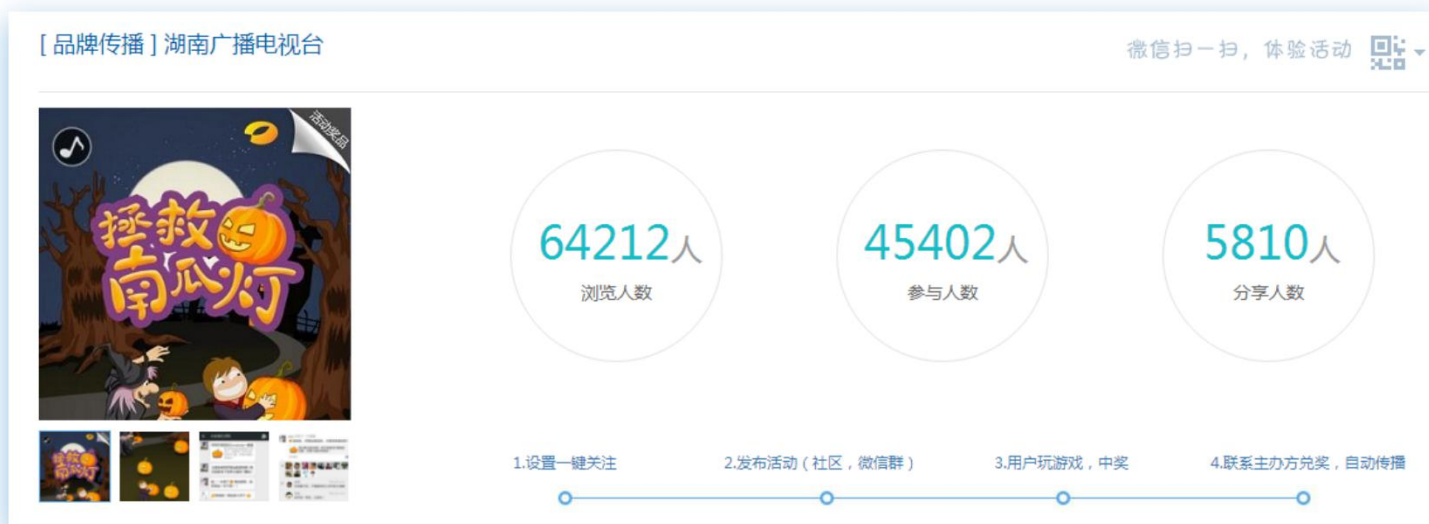 [ 品牌传播 ] 湖南广播电视台
微信扫一扫，体验活动
活动奖品
拯救
南瓜灯
64212人
浏览人数
45402人
参与人数
5810人
分享人数
1.设置一键关注
2.发布活动（社区，微信群）
3.用户玩游戏，中奖
4.联系主办方兑奖，自动传播
拯救
南瓜灯